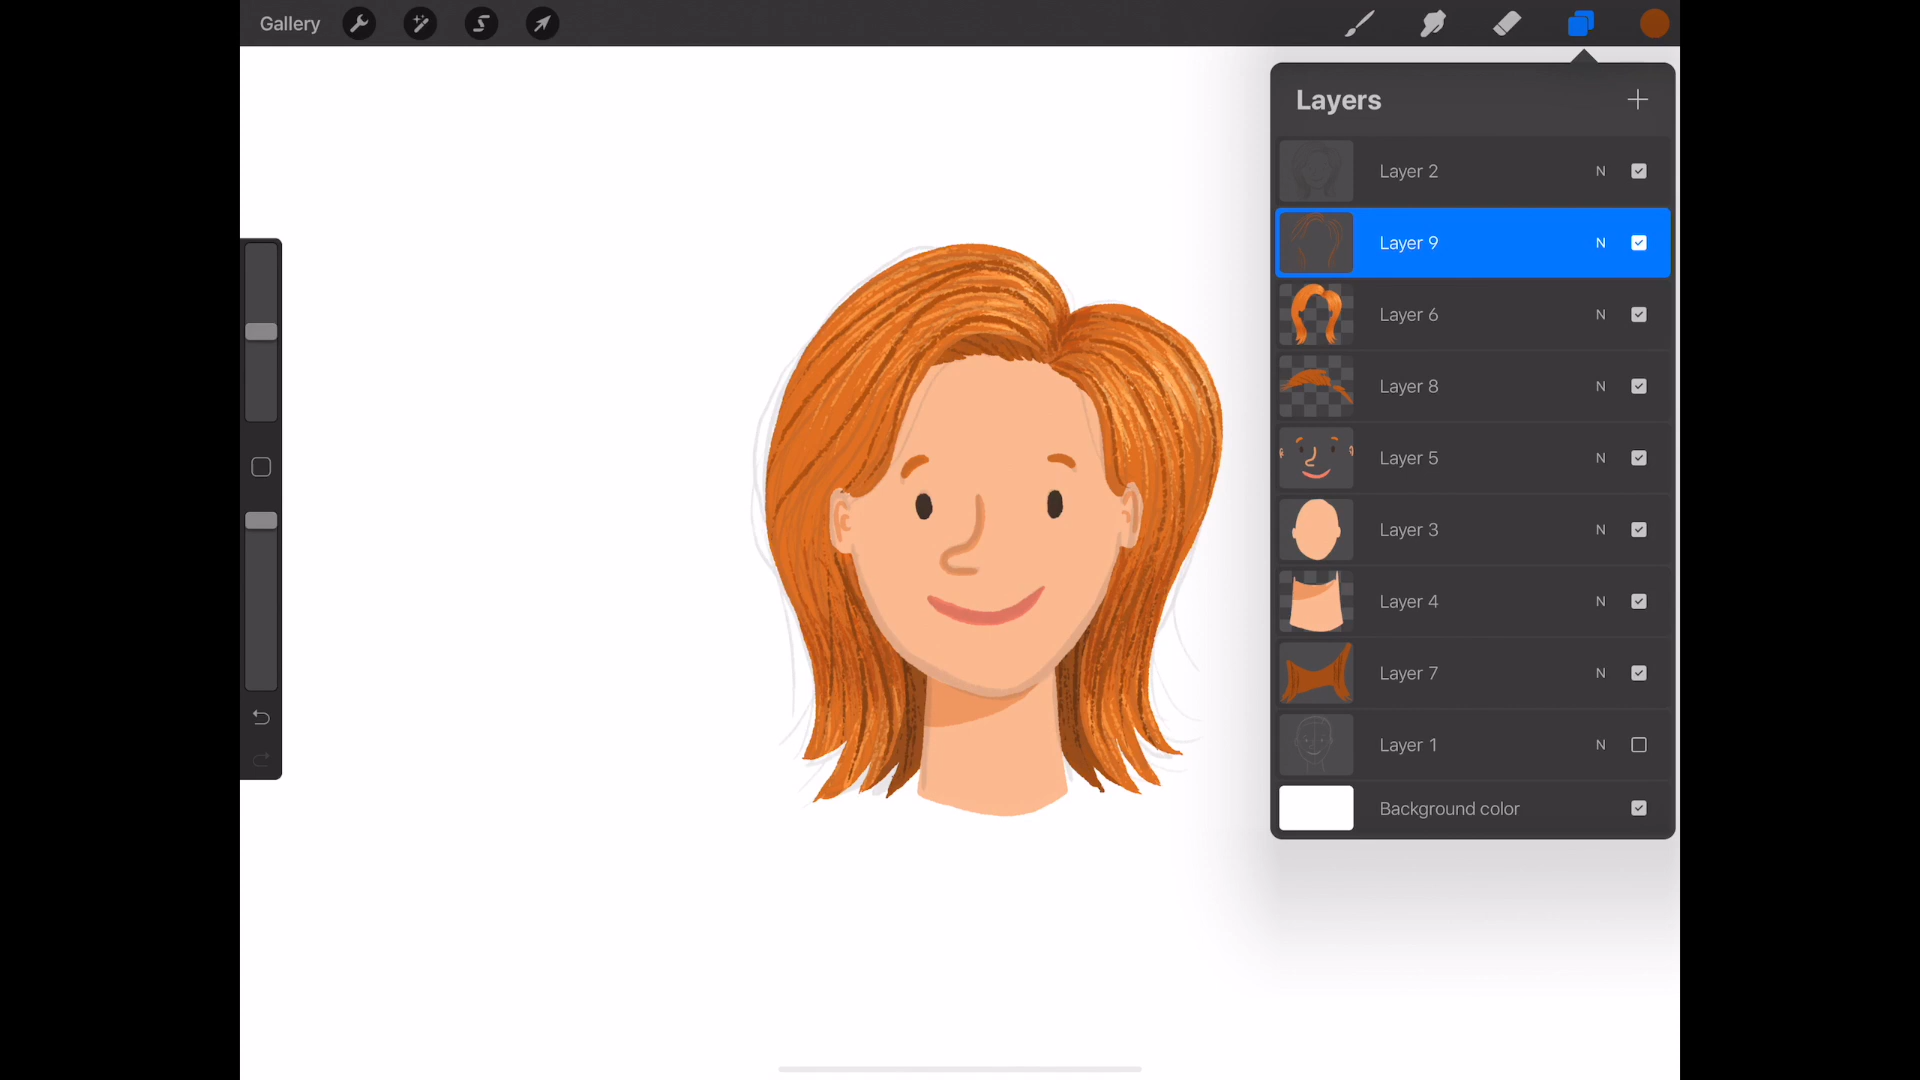 Gallery
Layers
Layer 2 N
Layer 9 N
Layer 6 N
Layer 8 N
Layer 5 N
Layer 3 N
Layer 4 N
Layer 7 N
Layer 1 N
Background color